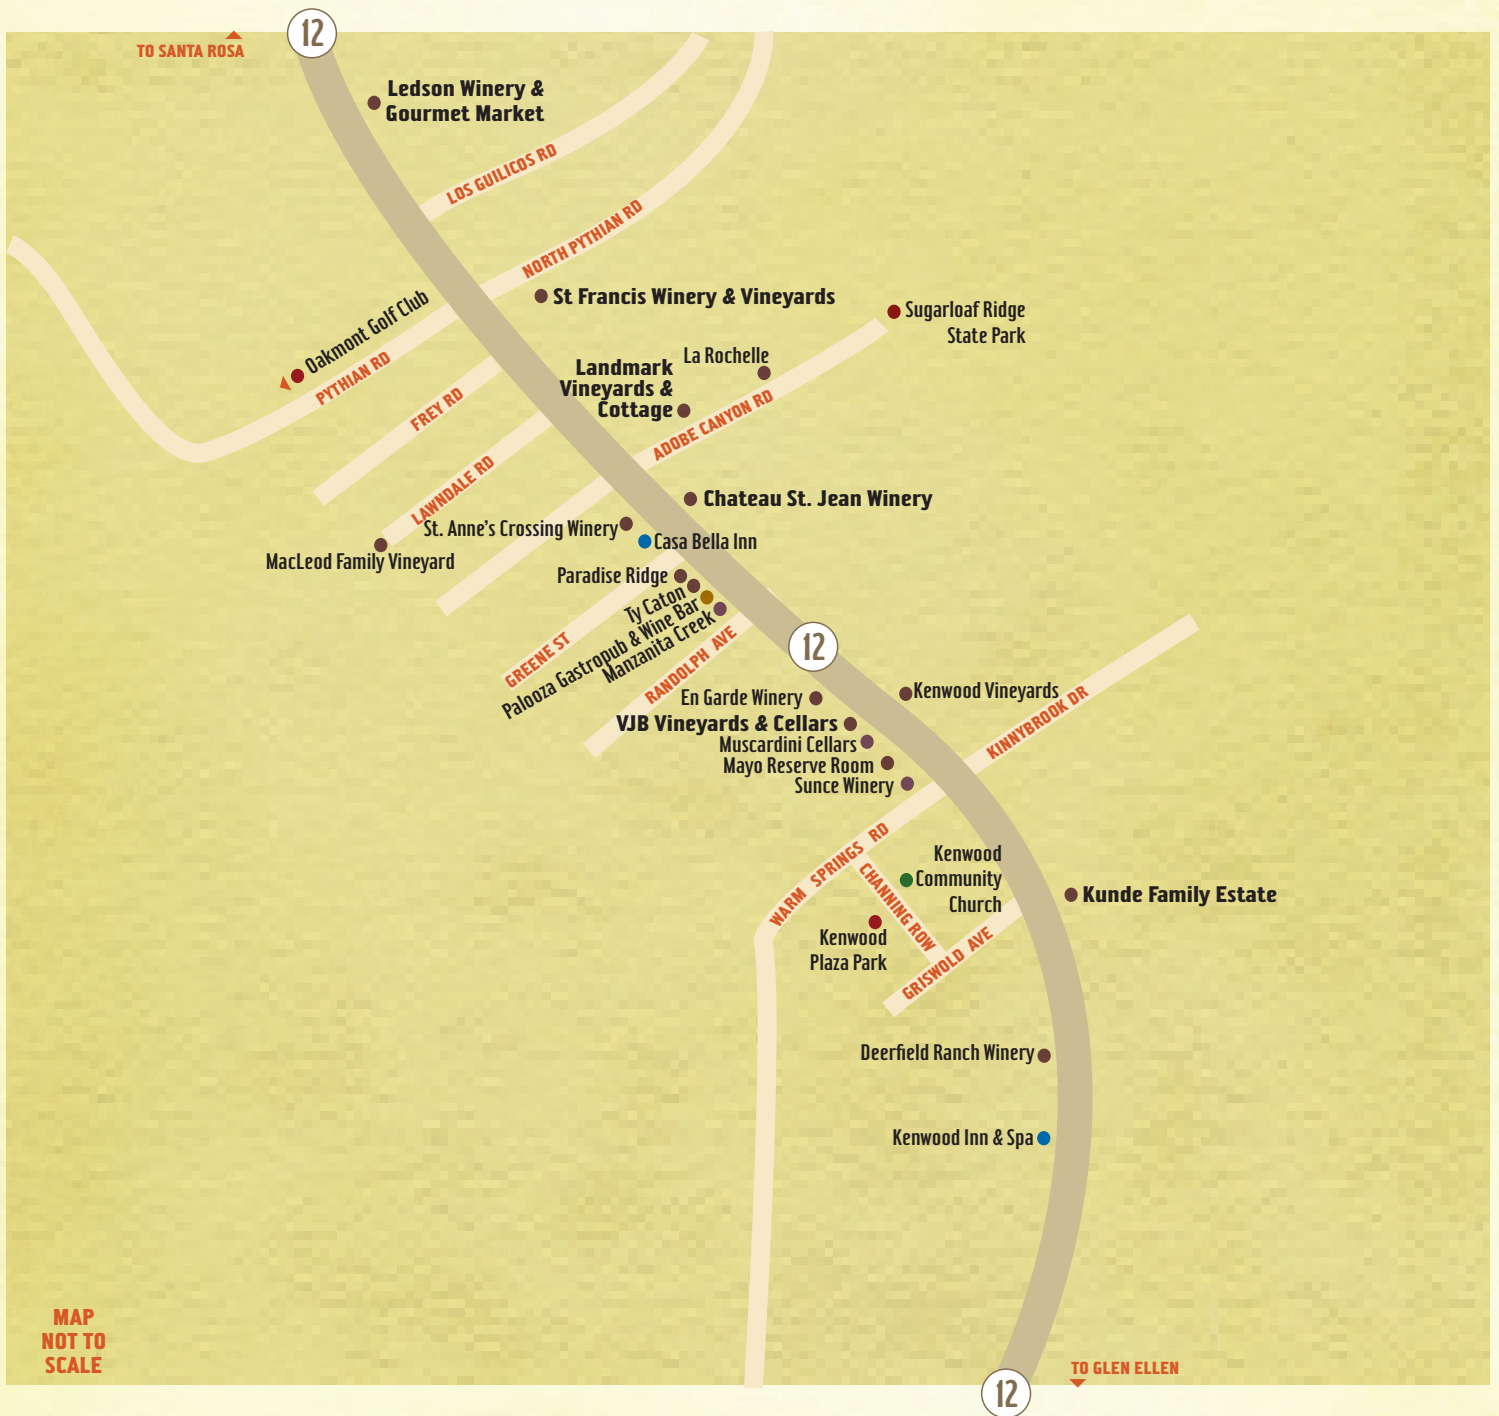 12
TO SANTA ROSA
Ledson Winery &
Gourmet Market
LOS GUILICOS RD
NORTH PYTHIAN RD
St Francis Winery & Vineyards
Oakmont Golf Club
PYTHIAN RD
Sugarloaf Ridge
State Park
La Rochelle
Landmark
Vineyards &
Cottage
FREY RD
ADOBE CANYON RD
LAWNDALE RD
Chateau St. Jean Winery
St. Anne's Crossing Winery
Casa Bella Inn
MacLeod Family Vineyard
Paradise Ridge
Ty Caton
Palooza Gastropub & Wine Bar
Manzanita Creek
GREENE ST
RANDOLPH AVE
12
En Garde Winery
Kenwood Vineyards
KINNYBROOK DR
VJB Vineyards & Cellars
Muscardini Cellars
Mayo Reserve Room
Sunce Winery
WARM SPRINGS RD
CHANNING ROW
Kenwood
Community
Church
Kunde Family Estate
Kenwood
Plaza Park
GRISWOLD AVE
Deerfield Ranch Winery
Kenwood Inn & Spa
MAP
NOT TO
SCALE
TO GLEN ELLEN
12